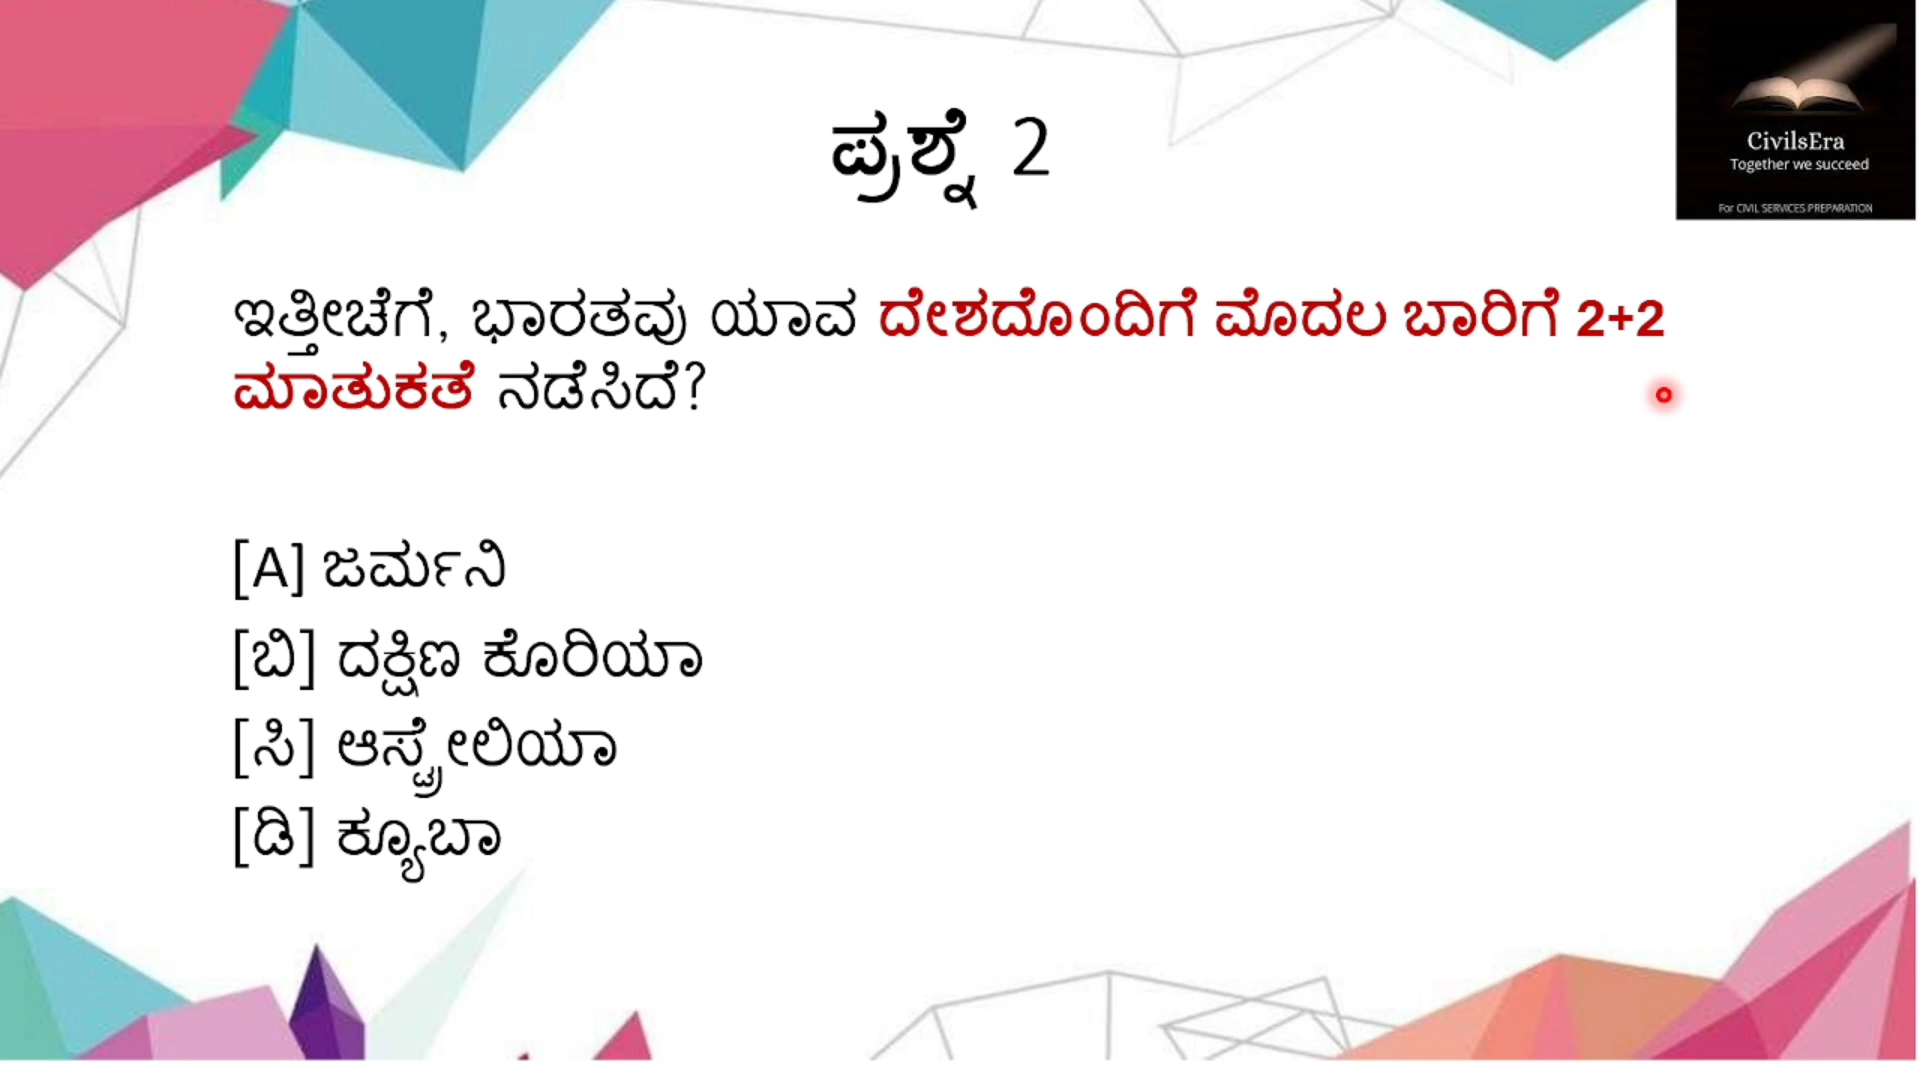 ಪ್ರಶ್ನೆ 2
CivilsEra
Together we succeed
For CIVIL SERVICES PREPARATION
ಇತ್ತೀಚೆಗೆ, ಭಾರತವು ಯಾವ ದೇಶದೊಂದಿಗೆ ಮೊದಲ ಬಾರಿಗೆ 2+2
ಮಾತುಕತೆ ನಡೆಸಿದೆ?
[A] ಜರ್ಮನಿ
[ಬಿ] ದಕ್ಷಿಣ ಕೊರಿಯಾ
[ಸಿ] ಆಸ್ಟ್ರೇಲಿಯಾ
[ಡಿ] ಕ್ಯೂಬಾ